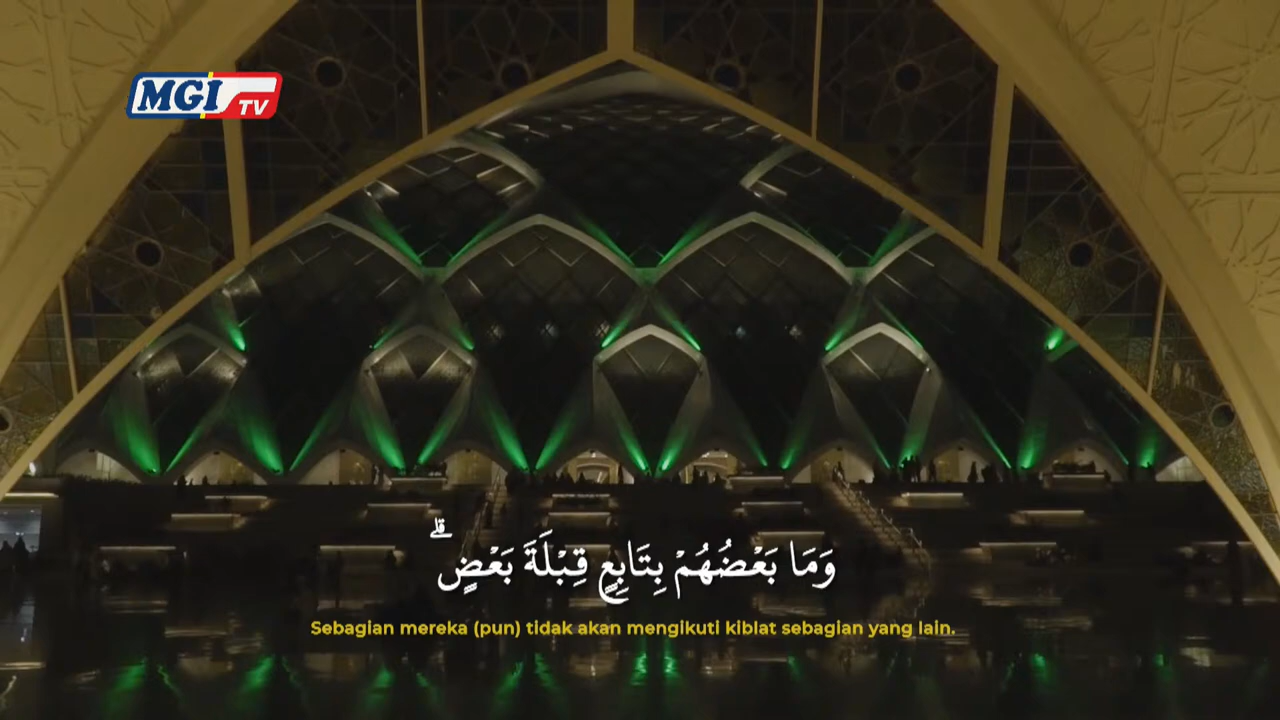 MGI TV
وَمَا بَعْضُهُمْ بِتَابِعٍ قِبْلَةَ بَعْضٍ ۗ
Sebagian mereka (pun) tidak akan mengikuti kiblat sebagian yang lain.